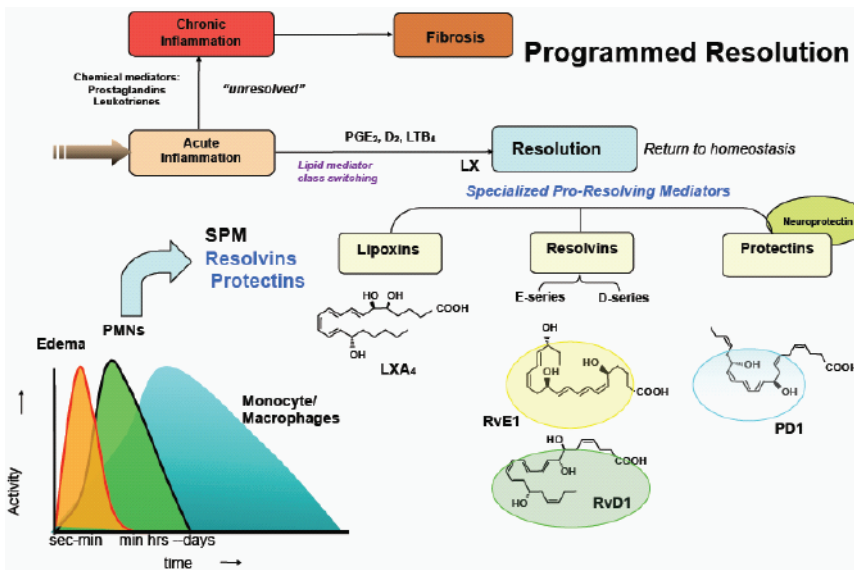 Programmed Resolution
Chronic
Inflammation
Fibrosis
Chemical mediators:
Prostaglandins
Leukotrienes
"unresolved"
Acute
Inflammation
PGE₂, D₂, LTB₄
Lipid mediator
class switching
LX
Resolution
Return to homeostasis
Specialized Pro-Resolving Mediators
Neuroprotectin
Lipoxins
Resolvins
Protectins
E-series
D-series
SPM
Resolvins
Protectins
PMNs
Edema
Monocyte/
Macrophages
Activity
sec-min
min hrs --days
time
HO OH
COOH
OH
LXA₄
OH
OH
HO
COOH
RvE1
HO
OH
COOH
HO
RvD1
OH
OH
COOH
PD1